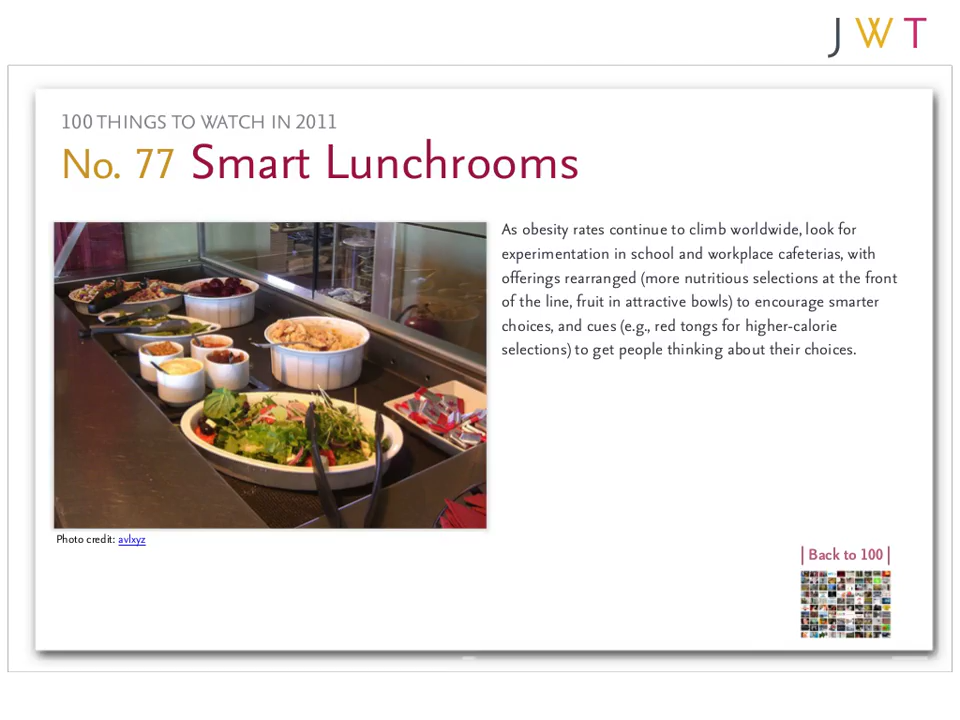 JWT
100 THINGS TO WATCH IN 2011
No. 77 Smart Lunchrooms
As obesity rates continue to climb worldwide, look for
experimentation in school and workplace cafeterias, with
offerings rearranged (more nutritious selections at the front
of the line, fruit in attractive bowls) to encourage smarter
choices, and cues (e.g., red tongs for higher-calorie
selections) to get people thinking about their choices.
Photo credit: avlxyz
| Back to 100 |